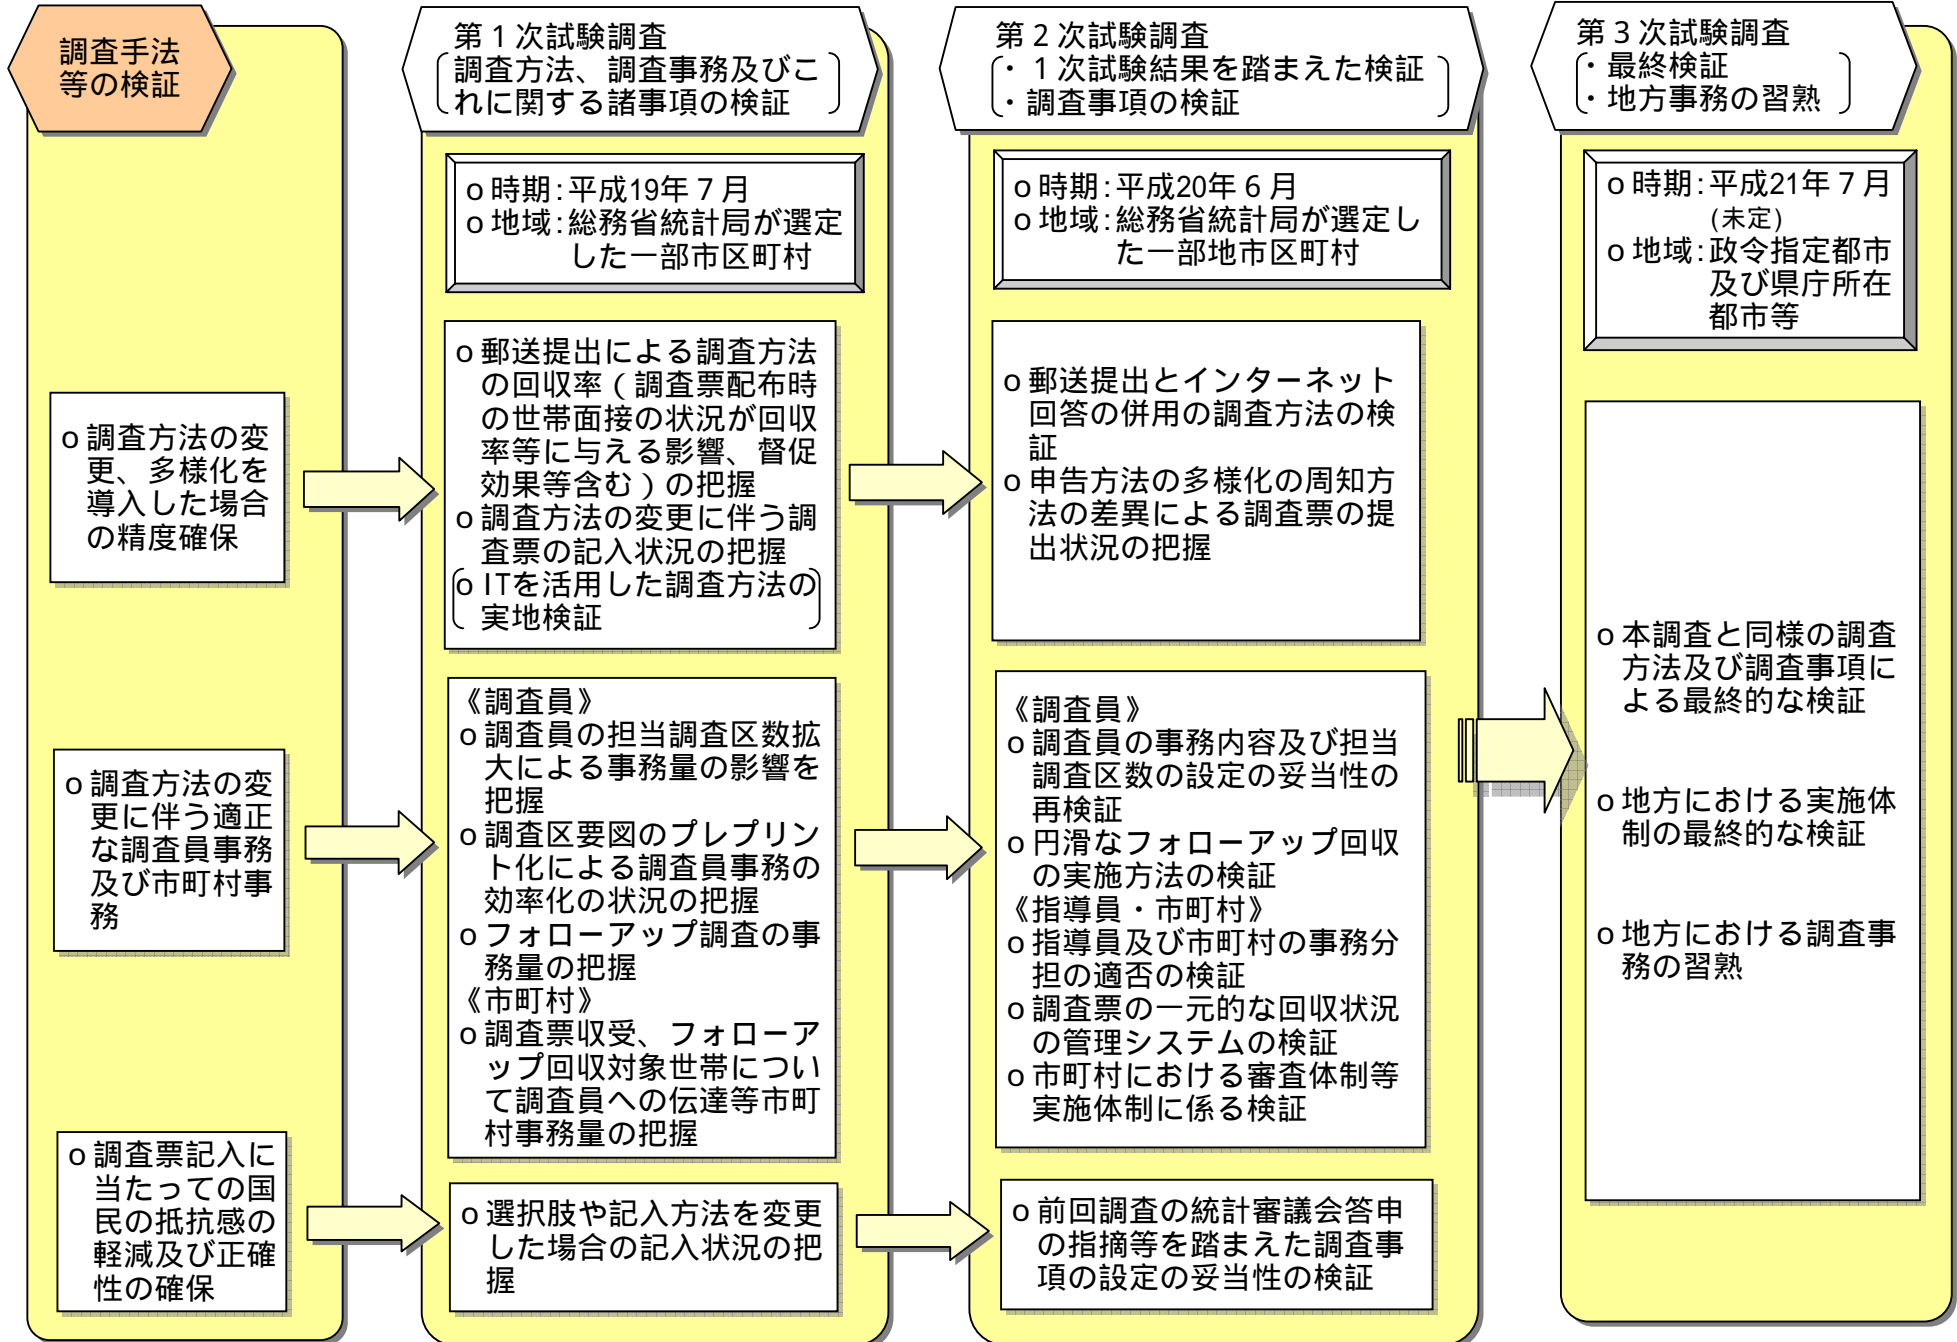 調査手法
等の検証
o調査方法の変
更、多様化を
導入した場合
の精度確保
o調査方法の変
更に伴う適正
な調査員事務
及び市町村事
務
o調査票記入に
当たっての国
民の抵抗感の
軽減及び正確
性の確保
第1次試験調査
調査方法、調査事務及びこ
れに関する諸事項の検証
o時期:平成19年7月
o地域:総務省統計局が選定
した一部市区町村
o郵送提出による調査方法
の回収率(調査票配布時
の世帯面接の状況が回収
率等に与える影響、督促
効果等含む)の把握
o調査方法の変更に伴う調
査票の記入状況の把握
oITを活用した調査方法の
実地検証
《調査員》
o調査員の担当調査区数拡
大による事務量の影響を
把握
o調査区要図のプレプリン
ト化による調査員事務の
効率化の状況の把握
oフォローアップ調査の事
務量の把握
《市町村》
o調査票収受、フォローア
ップ回収対象世帯につい
て調査員への伝達等市町
村事務量の把握
o選択肢や記入方法を変更
した場合の記入状況の把
握
第2次試験調査
・1次試験結果を踏まえた検証
・調査事項の検証
o時期:平成20年6月
o地域:総務省統計局が選定し
た一部地市区町村
o郵送提出とインターネット
回答の併用の調査方法の検
証
o申告方法の多様化の周知方
法の差異による調査票の提
出状況の把握
《調査員》
o調査員の事務内容及び担当
調査区数の設定の妥当性の
再検証
o円滑なフォローアップ回収
の実施方法の検証
《指導員・市町村》
o指導員及び市町村の事務分
担の適否の検証
o調査票の一元的な回収状況
の管理システムの検証
o市町村における審査体制等
実施体制に係る検証
o前回調査の統計審議会答申
の指摘等を踏まえた調査事
項の設定の妥当性の検証
第3次試験調査
・最終検証
・地方事務の習熟
o時期:平成21年7月
(未定)
o地域:政令指定都市
及び県庁所在
都市等
o本調査と同様の調査
方法及び調査事項に
よる最終的な検証
o地方における実施体
制の最終的な検証
o地方における調査事
務の習熟